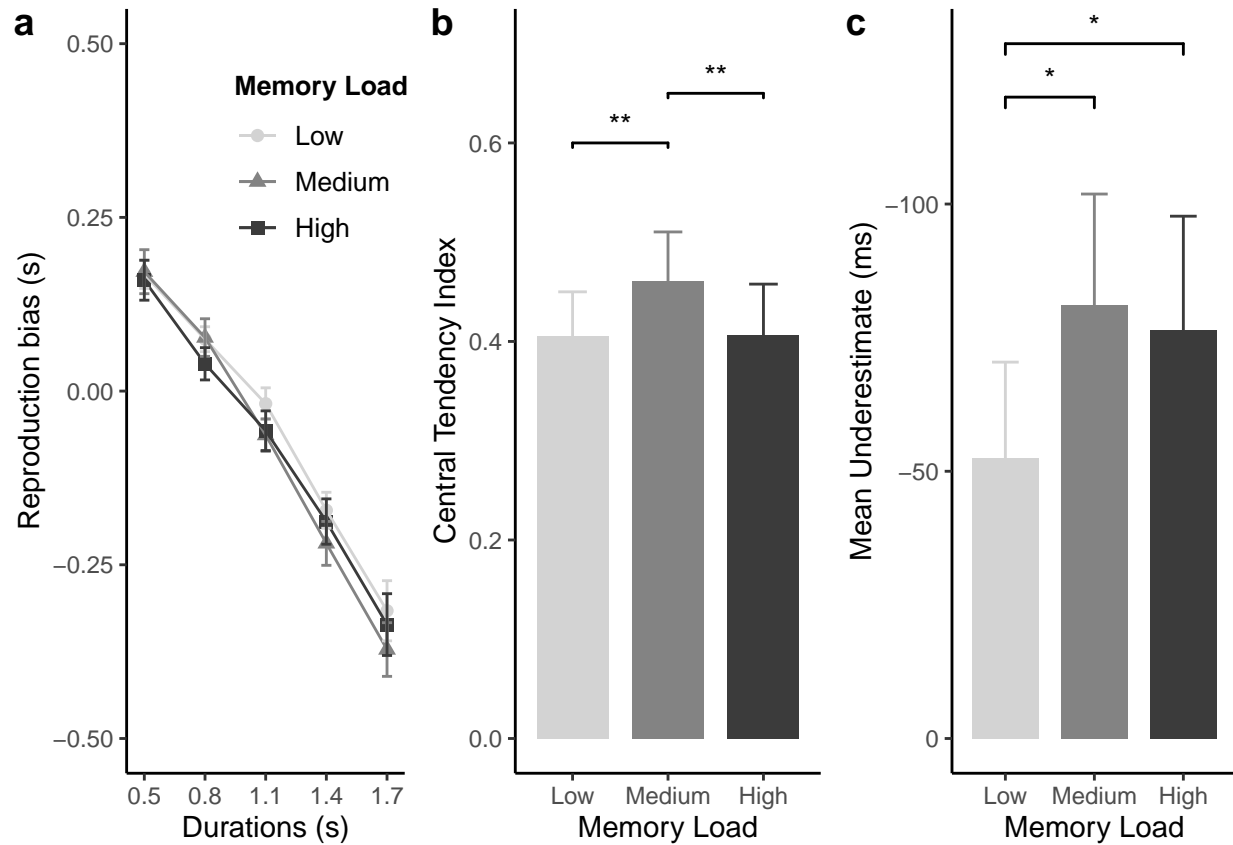 a
0.50
0.25
0.00
−0.25
−0.50
Reproduction bias (s)
Memory Load
Low
Medium
High
0.5 0.8 1.1 1.4 1.7
Durations (s)
b
** **
0.6
0.4
0.2
0.0
Central Tendency Index
Low Medium High
Memory Load
c
*
*
−100
−50
0
Mean Underestimate (ms)
Low Medium High
Memory Load